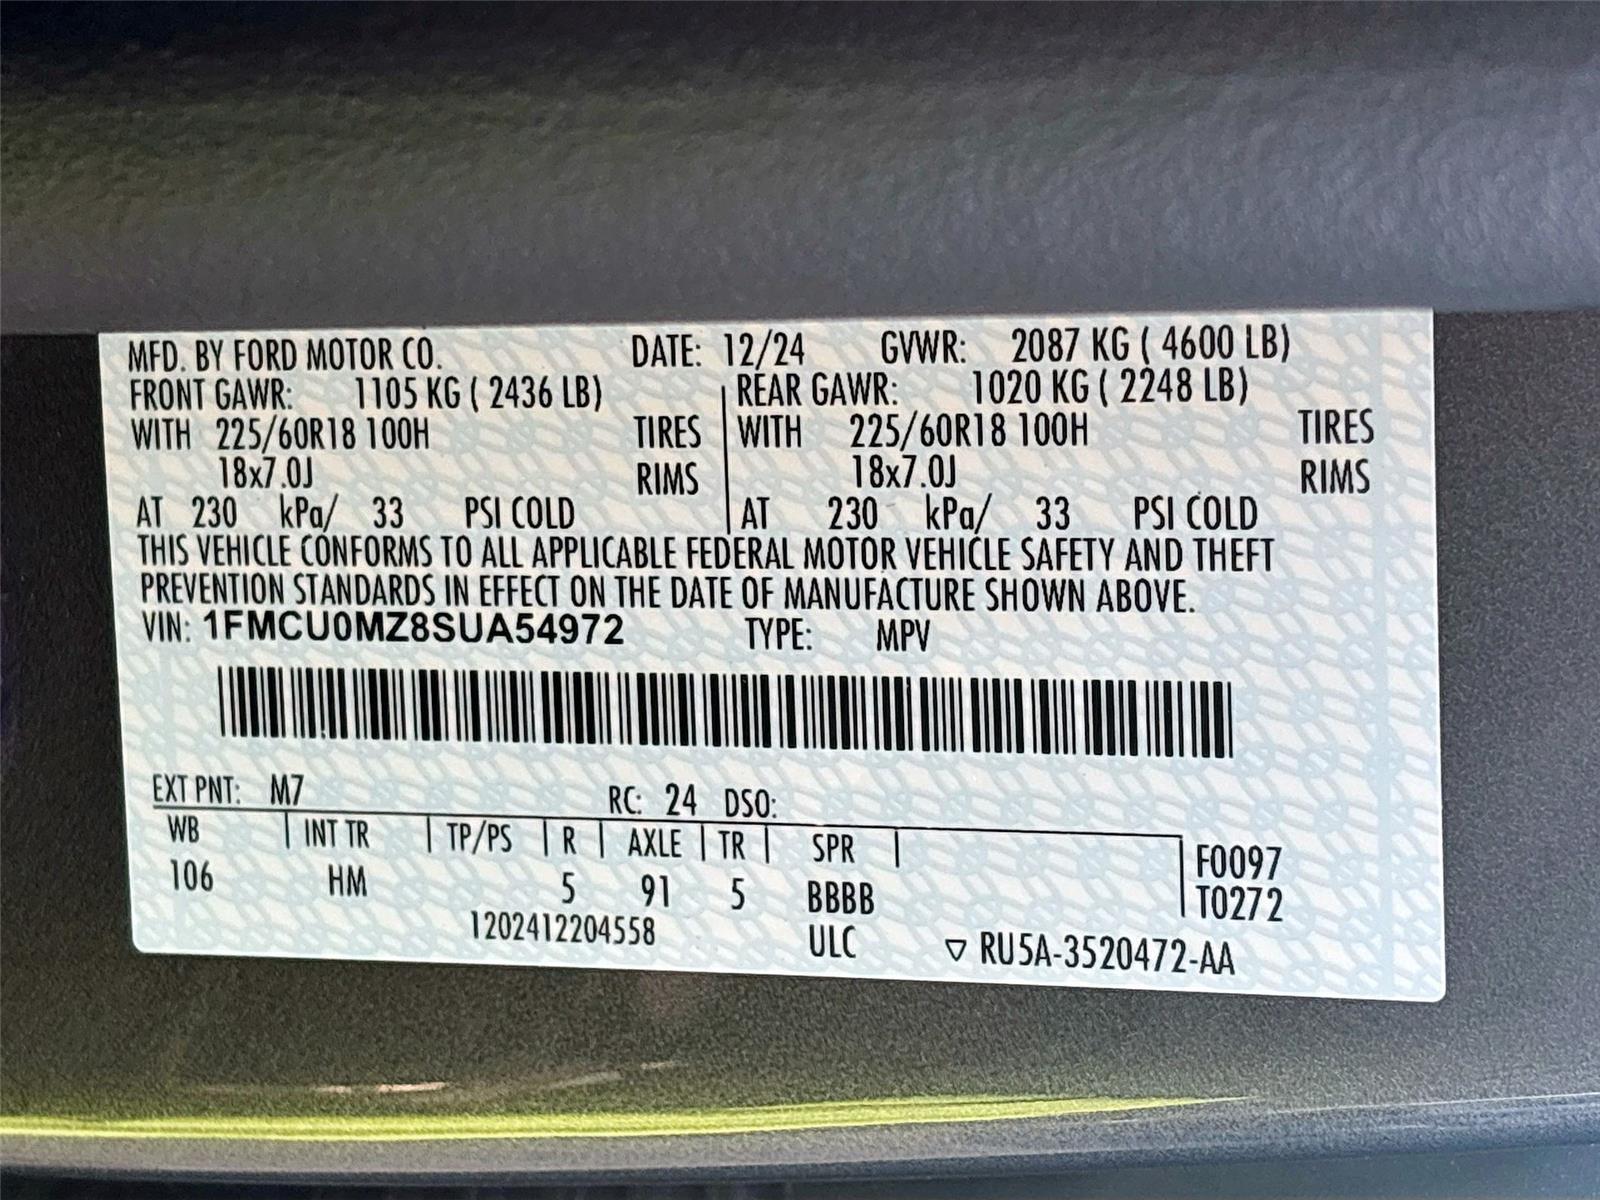 MFD. BY FORD MOTOR CO. DATE: 12/24 GVWR: 2087 KG ( 4600 LB)
FRONT GAWR: 1105 KG ( 2436 LB) REAR GAWR: 1020 KG ( 2248 LB)
WITH 225/60R18 100H TIRES WITH 225/60R18 100H TIRES
18x7.0J RIMS 18x7.0J RIMS
AT 230 kPa/ 33 PSI COLD AT 230 kPa/ 33 PSI COLD
THIS VEHICLE CONFORMS TO ALL APPLICABLE FEDERAL MOTOR VEHICLE SAFETY AND THEFT
PREVENTION STANDARDS IN EFFECT ON THE DATE OF MANUFACTURE SHOWN ABOVE.
VIN: 1FMCU0MZ8SUA54972 TYPE: MPV
EXT PNT: M7 RC: 24 DSO:
WB INT TR TP/PS R AXLE TR SPR F0097
106 HM 5 91 5 BBBB T0272
1202412204558 ULC ▽ RU5A-3520472-AA